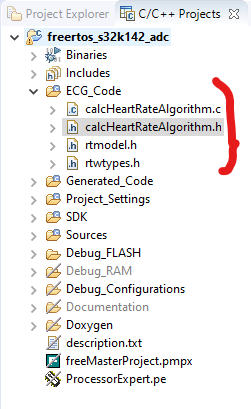 Project Explorer C/C++ Projects
freertos_s32k142_adc
Binaries
Includes
ECG_Code
calcHeartRateAlgorithm.c
calcHeartRateAlgorithm.h
rtmodel.h
rtwtypes.h
Generated_Code
Project_Settings
SDK
Sources
Debug_FLASH
Debug_RAM
Debug_Configurations
Documentation
Doxygen
description.txt
freeMasterProject.pmpx
ProcessorExpert.pe